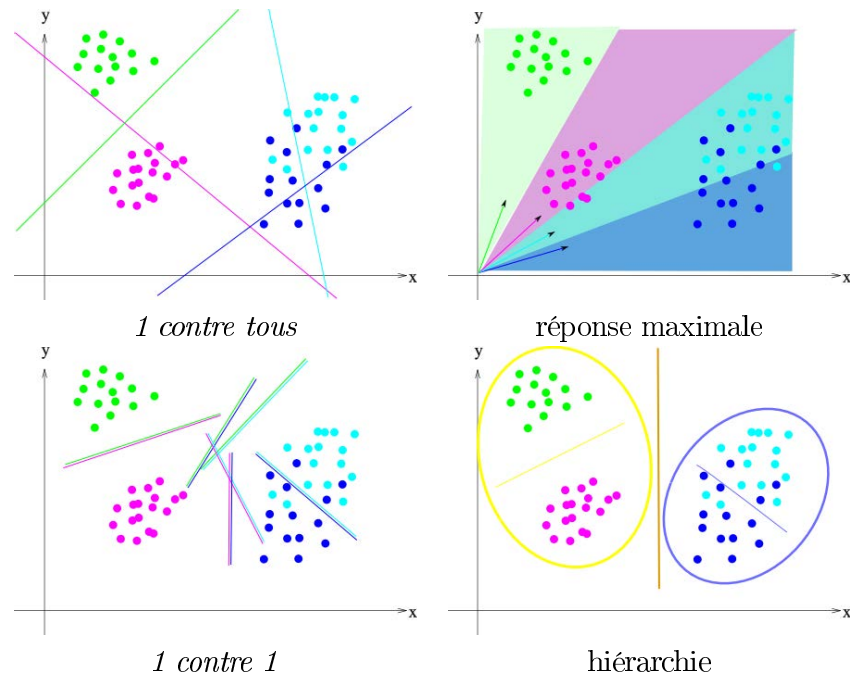 y
y
x
x
1 contre tous
réponse maximale
y
y
x
x
1 contre 1
hiérarchie